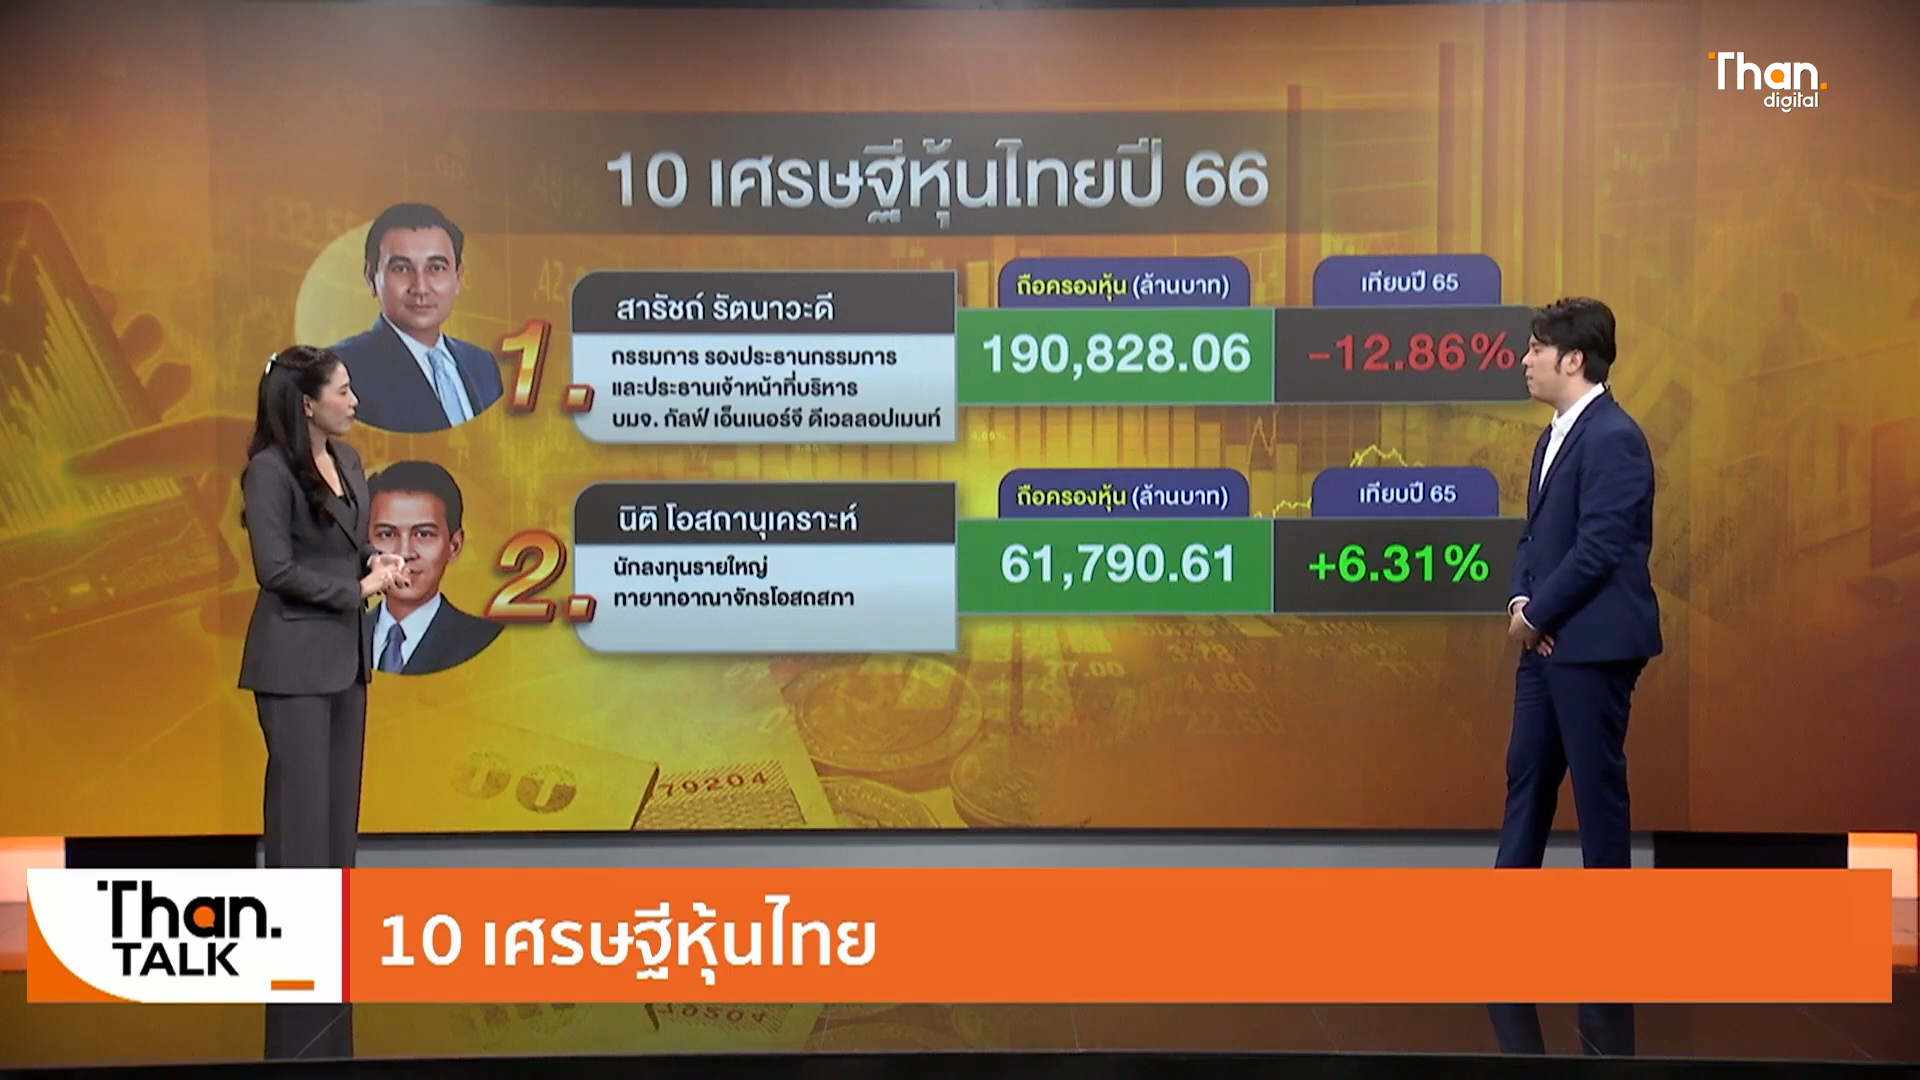 Than.
digital
10 เศรษฐีหุ้นไทยปี 66
1.
สารัชถ์ รัตนาวะดี
กรรมการ รองประธานกรรมการ
และประธานเจ้าหน้าที่บริหาร
บมจ. กัลฟ์ เอ็นเนอร์จี ดีเวลลอปเมนท์
ถือครองหุ้น (ล้านบาท)
190,828.06
เทียบปี 65
-12.86%
2.
นิติ โอสถานุเคราะห์
นักลงทุนรายใหญ่
ทายาทอาณาจักรโอสถสภา
ถือครองหุ้น (ล้านบาท)
61,790.61
เทียบปี 65
+6.31%
77.00
4.80
22.50
79204
Than.
TALK
10 เศรษฐีหุ้นไทย